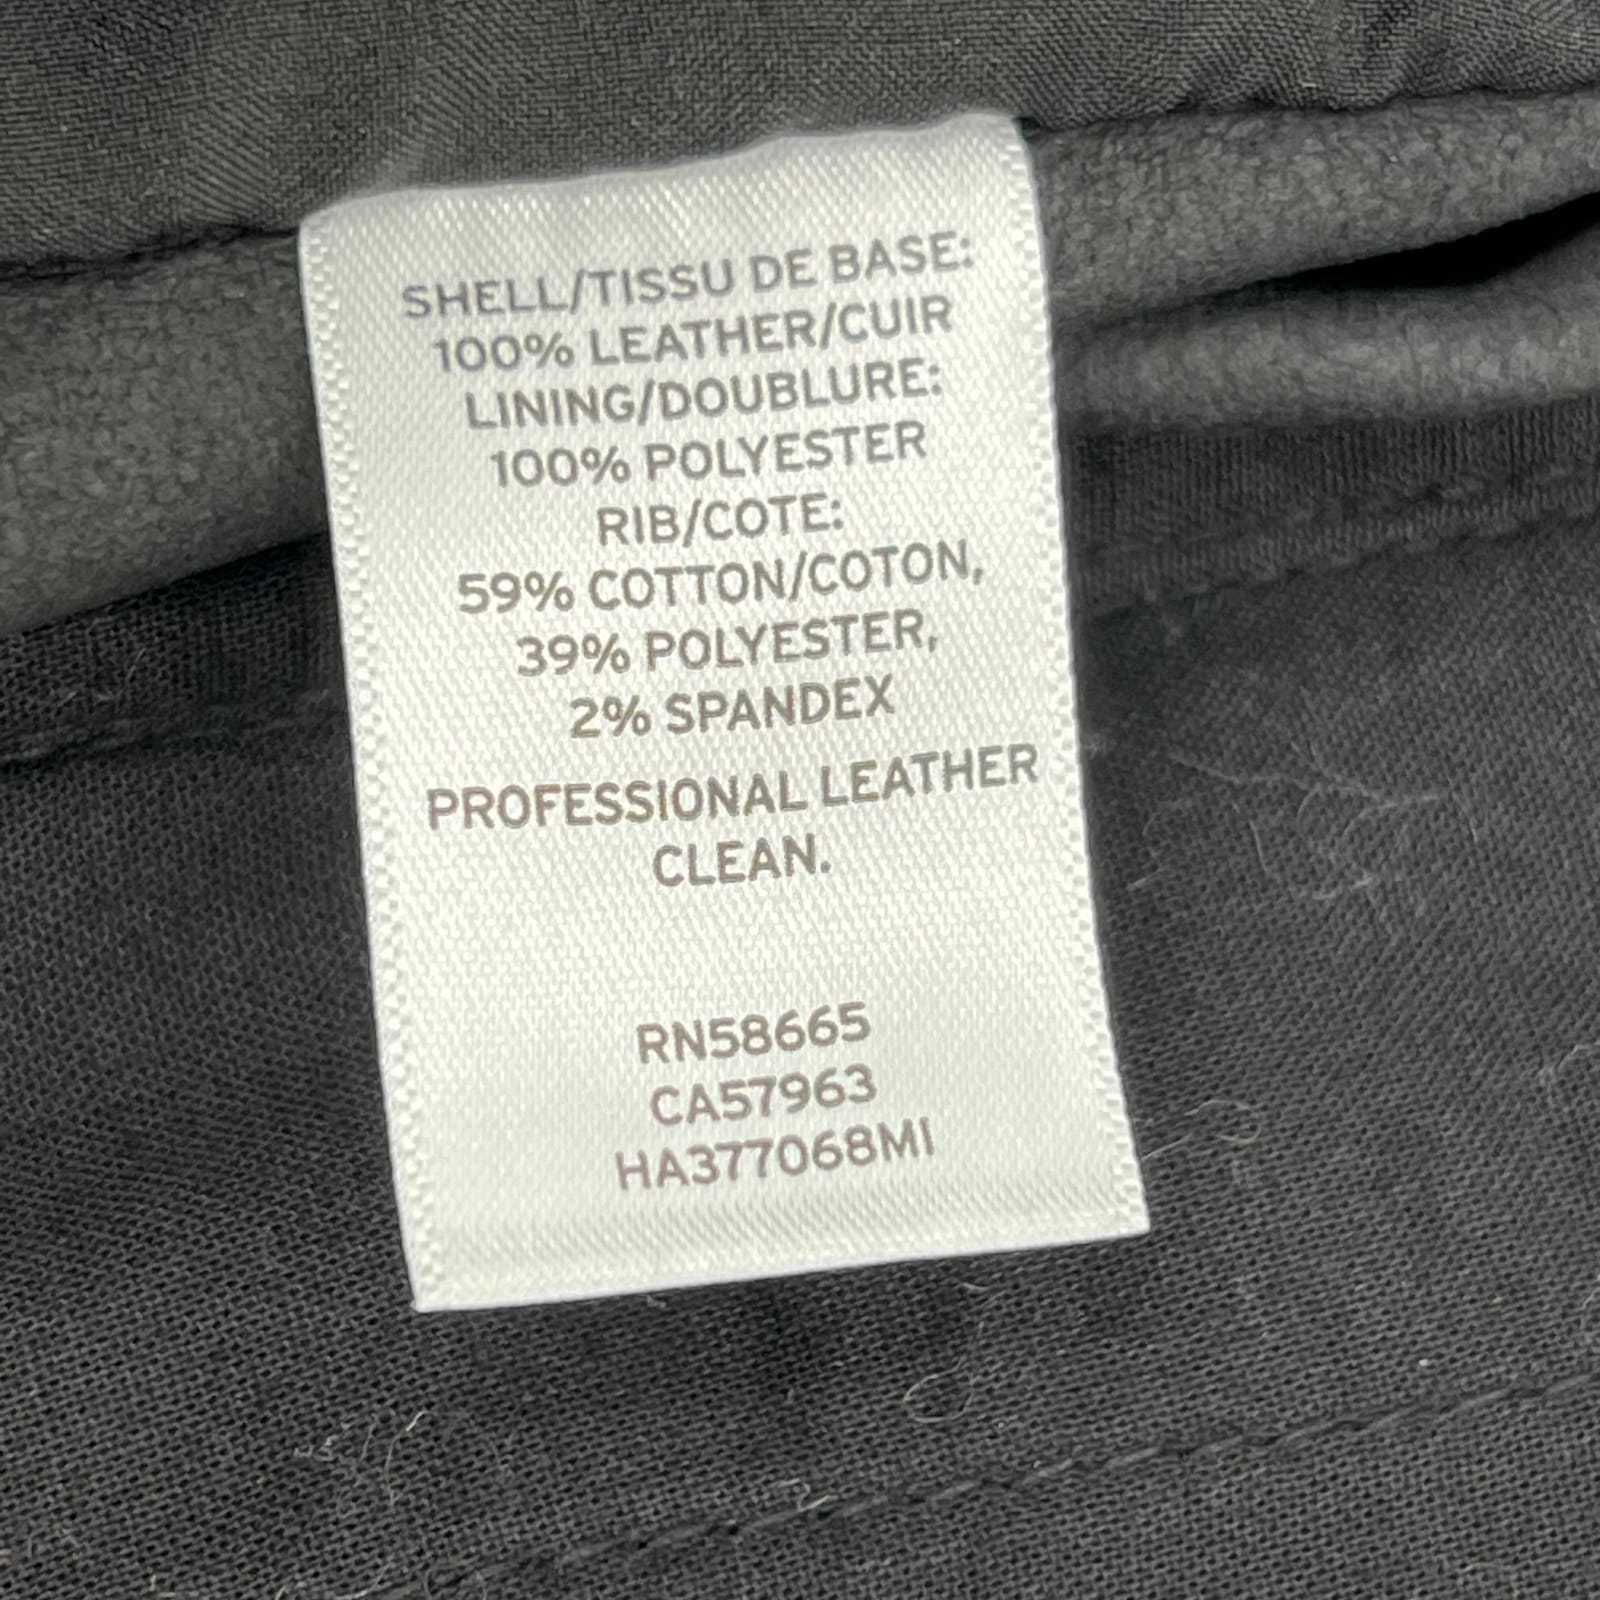 SHELL/TISSU DE BASE:
100% LEATHER/CUIR
LINING/DOUBLURE:
100% POLYESTER
RIB/COTE:
59% COTTON/COTON,
39% POLYESTER,
2% SPANDEX
PROFESSIONAL LEATHER
CLEAN.
RN58665
CA57963
HA377068MI